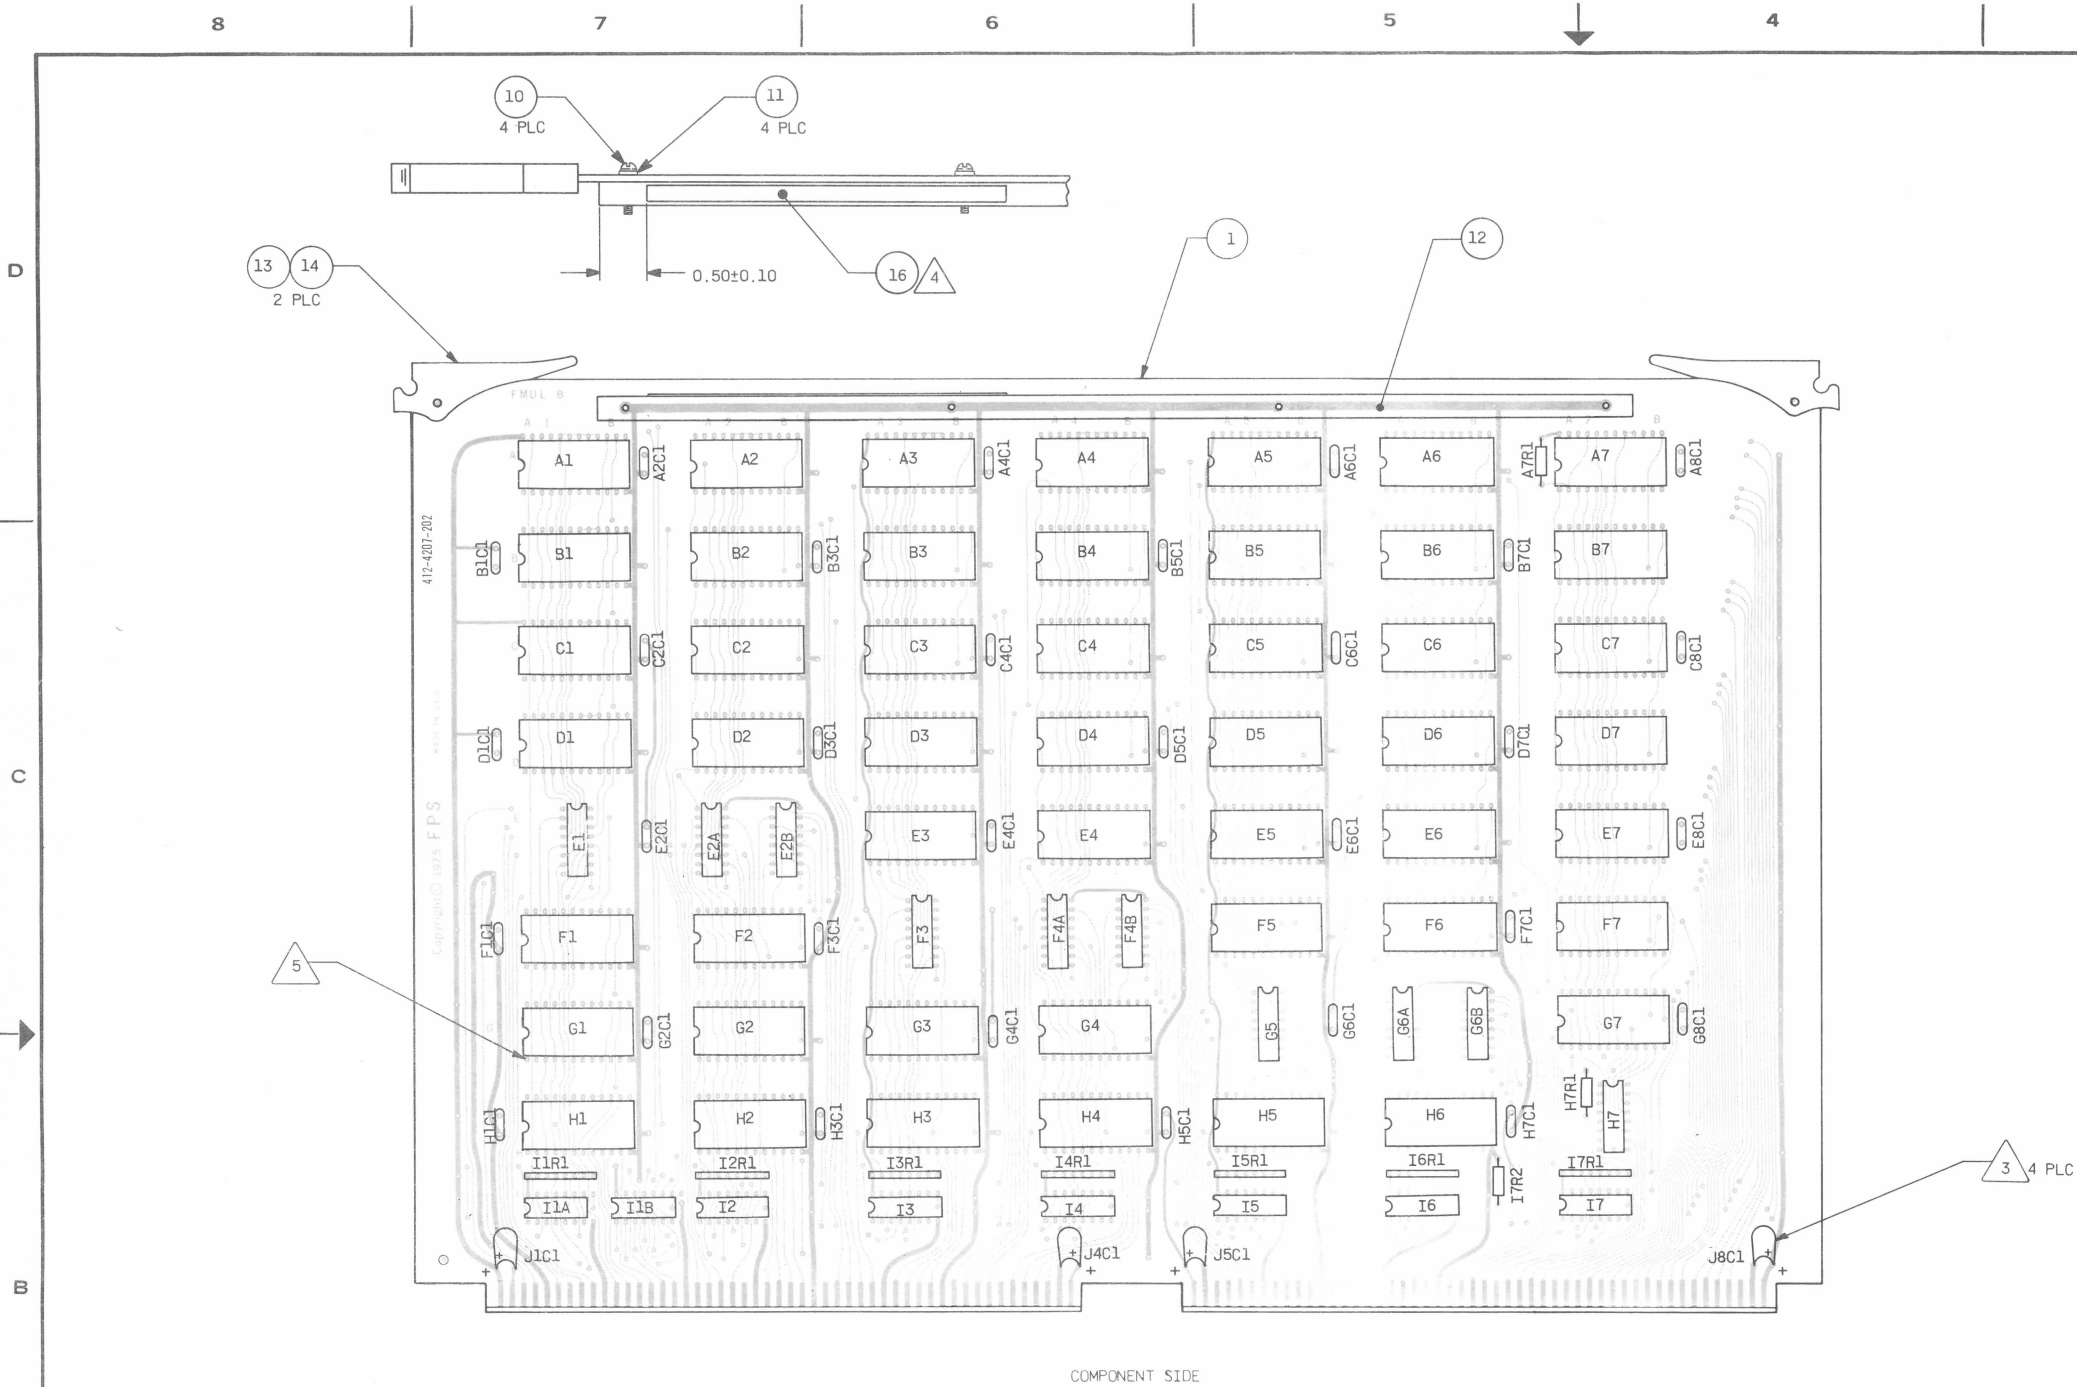 8 7 6 5 4
10 11
4 PLC 4 PLC
1 12
D
13 14 0.50±0.10 16 4
2 PLC
FMUL B
A 1 B A 2 B A 3 B A 4 B A 7 B
A1 A2C1 A2 A3 A4C1 A4 A5 A6C1 A6 A7R1 A7 A8C1
412-4207-202
B1C1 B1 B2 B3C1 B3 B4 B5C1 B5 B6 B7C1 B7
C1 C2C1 C2 C3 C4C1 C4 C5 C6C1 C6 C7 C8C1
D1C1 D1 D2 D3C1 D3 D4 D5C1 D5 D6 D7C1 D7
C
E1 E2C1 E2A E2B E3 E4C1 E4 E5 E6C1 E6 E7 E8C1
Copyright© 1975 FPS
F1C1 F1 F2 F3C1 F3 F4A F4B F5 F6 F7C1 F7
5
G1 G2C1 G2 G3 G4C1 G4 G5 G6C1 G6A G6B G7 G8C1
H1C1 H1 H2 H3C1 H3 H4 H5C1 H5 H6 H7C1 H7R1 H7
I1R1 I2R1 I3R1 I4R1 I5R1 I6R1 I7R2 I7R1
3 4 PLC
I1A I1B I2 I3 I4 I5 I6 I7
+ J1C1 + J4C1 + J5C1 J8C1 +
+ + + +
B
COMPONENT SIDE